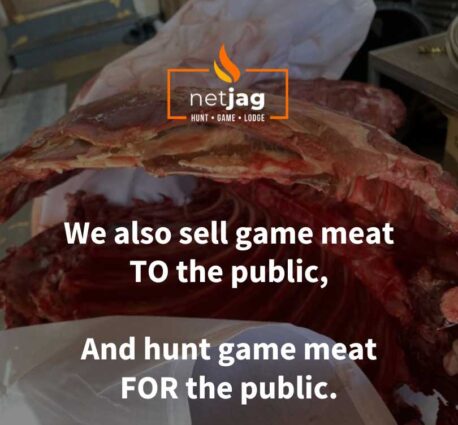 netjag
HUNT • GAME • LODGE
We also sell game meat
TO the public,
And hunt game meat
FOR the public.